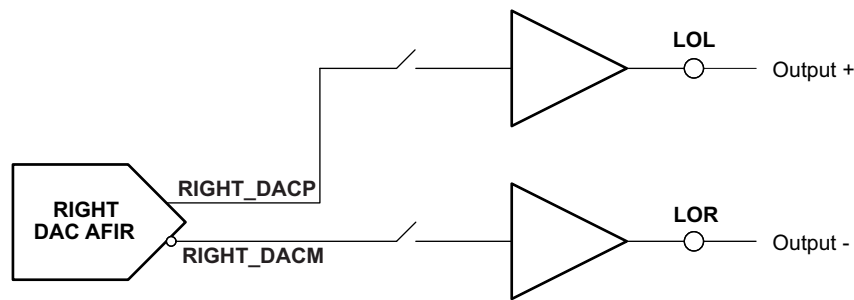 LOL
Output +
RIGHT_DACP
RIGHT
DAC AFIR
RIGHT_DACM
LOR
Output -